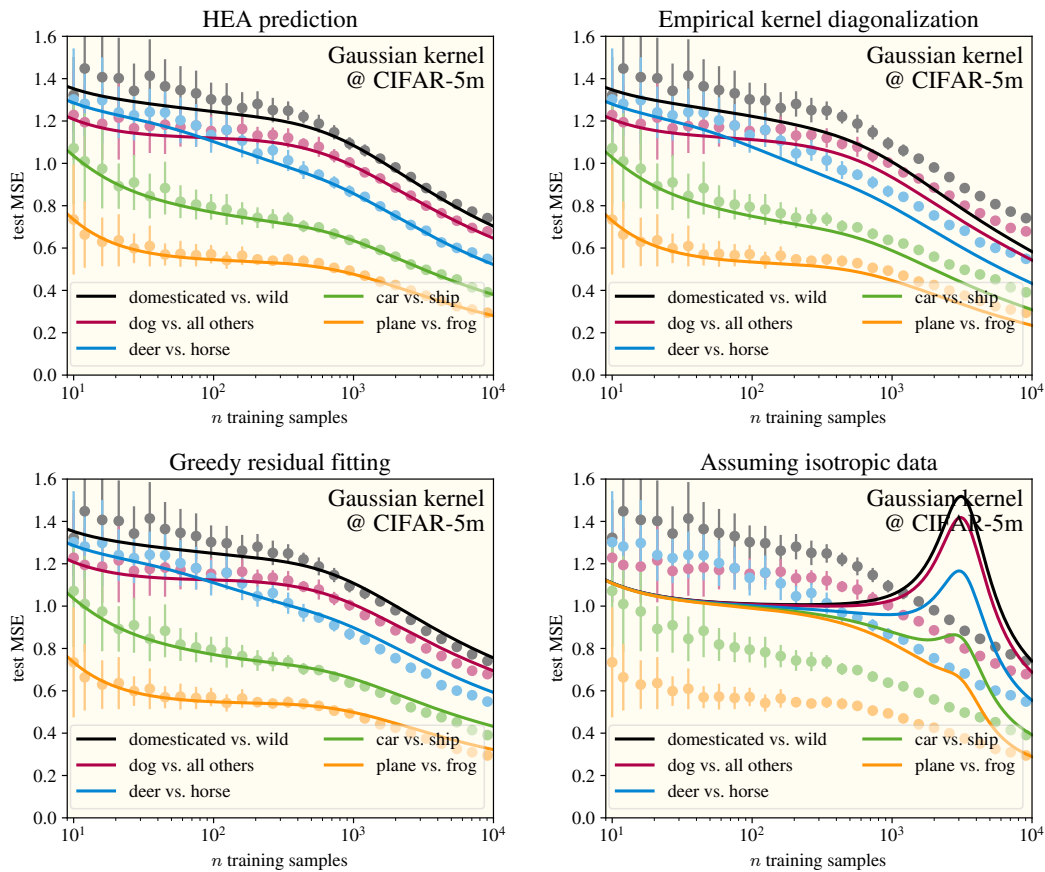 HEA prediction
Gaussian kernel
@ CIFAR-5m
test MSE
1.6
1.4
1.2
1.0
0.8
0.6
0.4
0.2
0.0
domesticated vs. wild
dog vs. all others
deer vs. horse
car vs. ship
plane vs. frog
10¹ 10² 10³ 10⁴
n training samples
Empirical kernel diagonalization
Gaussian kernel
@ CIFAR-5m
test MSE
1.6
1.4
1.2
1.0
0.8
0.6
0.4
0.2
0.0
domesticated vs. wild
dog vs. all others
deer vs. horse
car vs. ship
plane vs. frog
10¹ 10² 10³ 10⁴
n training samples
Greedy residual fitting
Gaussian kernel
@ CIFAR-5m
test MSE
1.6
1.4
1.2
1.0
0.8
0.6
0.4
0.2
0.0
domesticated vs. wild
dog vs. all others
deer vs. horse
car vs. ship
plane vs. frog
10¹ 10² 10³ 10⁴
n training samples
Assuming isotropic data
Gaussian kernel
@ CIFAR-5m
test MSE
1.6
1.4
1.2
1.0
0.8
0.6
0.4
0.2
0.0
domesticated vs. wild
dog vs. all others
deer vs. horse
car vs. ship
plane vs. frog
10¹ 10² 10³ 10⁴
n training samples